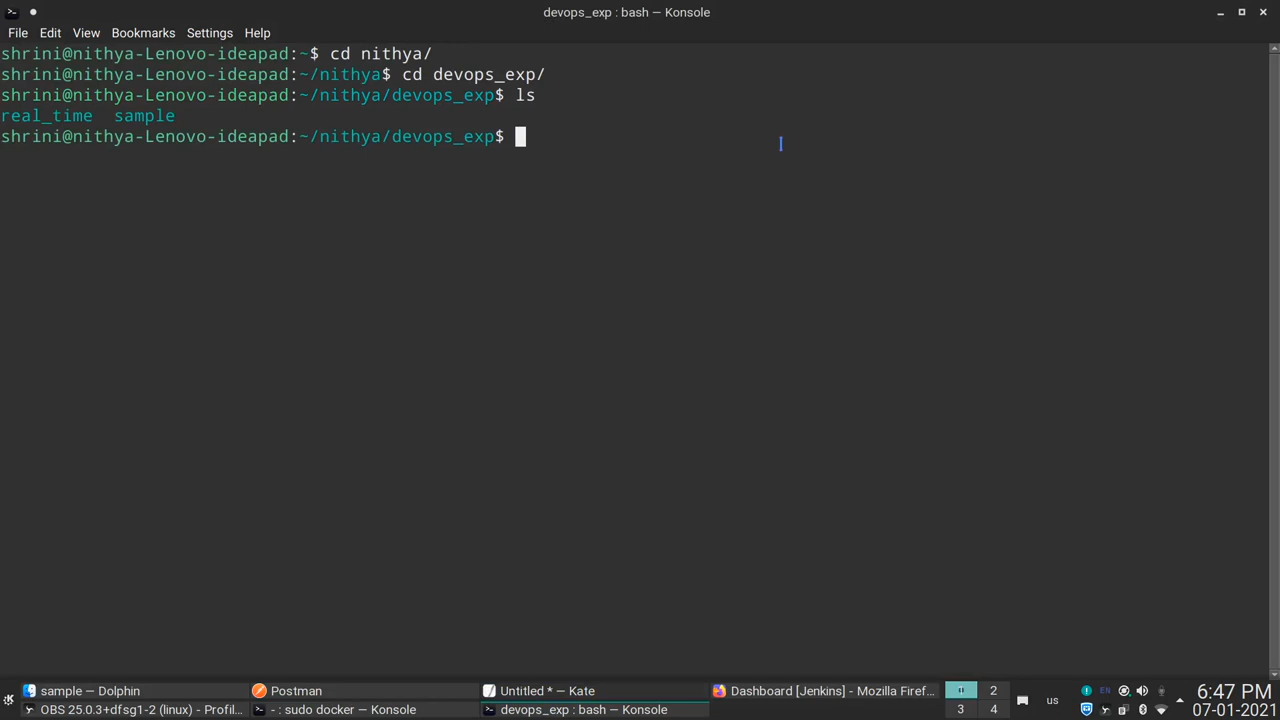 devops_exp : bash — Konsole
File Edit View Bookmarks Settings Help
shrini@nithya-Lenovo-ideapad:~$ cd nithya/
shrini@nithya-Lenovo-ideapad:~/nithya$ cd devops_exp/
shrini@nithya-Lenovo-ideapad:~/nithya/devops_exp$ ls
real_time sample
shrini@nithya-Lenovo-ideapad:~/nithya/devops_exp$
sample — Dolphin Postman Untitled * — Kate Dashboard [Jenkins] - Mozilla Firef... 2 EN 6:47 PM
OBS 25.0.3+dfsg1-2 (linux) - Profil... - : sudo docker — Konsole devops_exp : bash — Konsole 3 4 us 07-01-2021